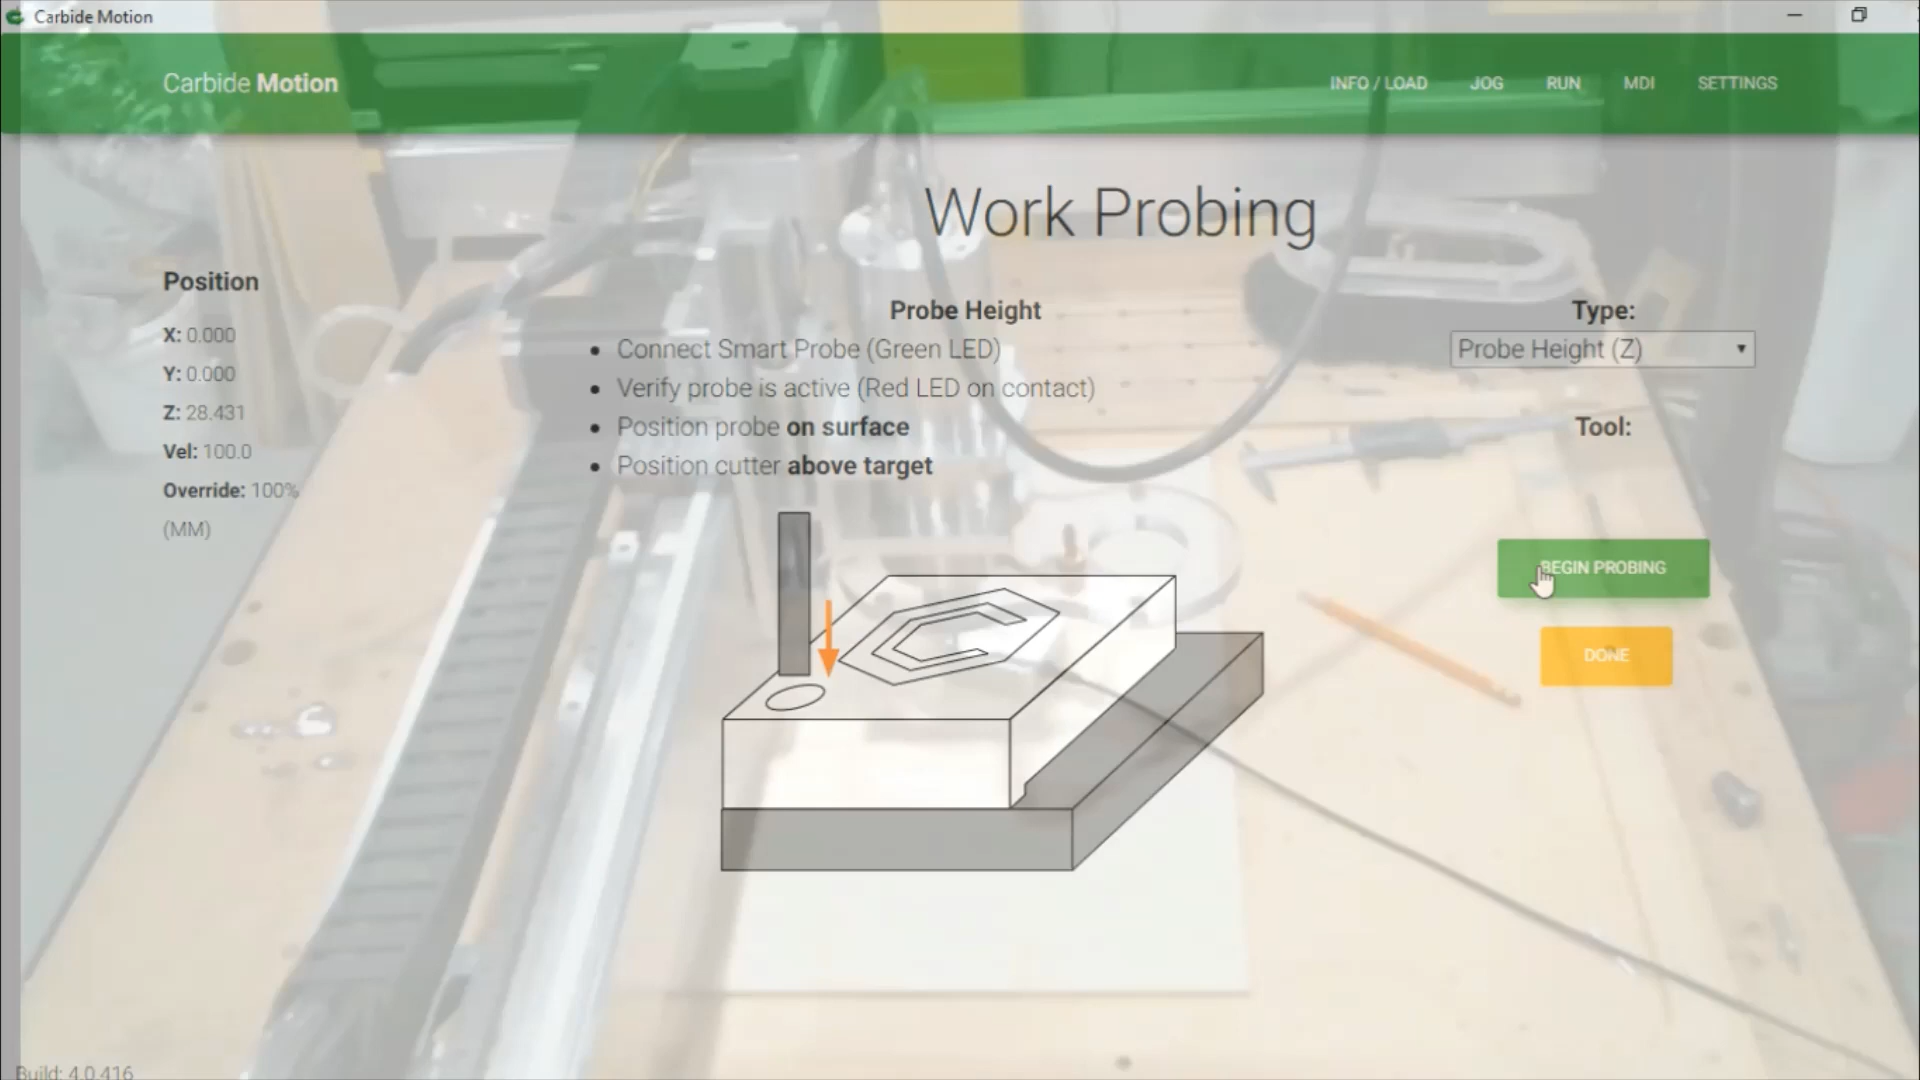 Carbide Motion
Carbide Motion
INFO / LOAD
JOG
RUN
MDI
SETTINGS
Work Probing
Position
X: 0.000
Y: 0.000
Z: 28.431
Vel: 100.0
Override: 100%
(MM)
Probe Height
Connect Smart Probe (Green LED)
Verify probe is active (Red LED on contact)
Position probe on surface
Position cutter above target
Type:
Probe Height (Z)
Tool:
BEGIN PROBING
DONE
Build: 4.0.416